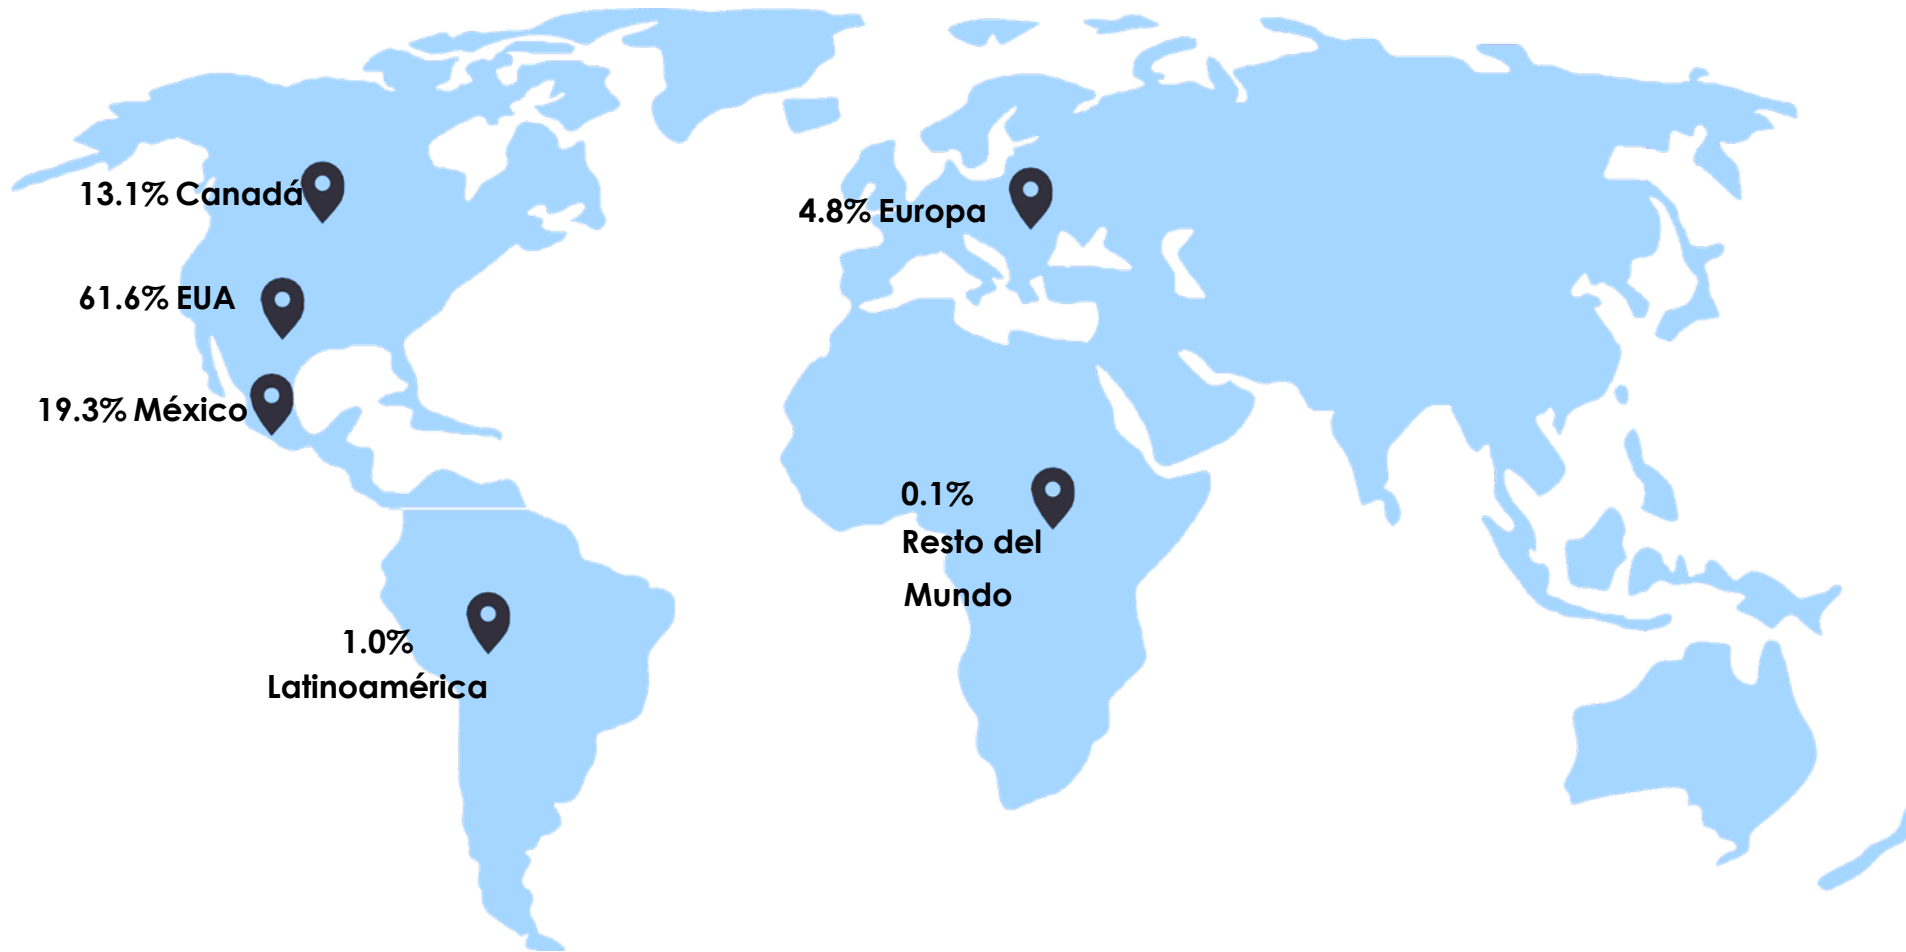 13.1% Canadá
4.8% Europa
61.6% EUA
19.3% México
0.1%
Resto del
Mundo
1.0%
Latinoamérica